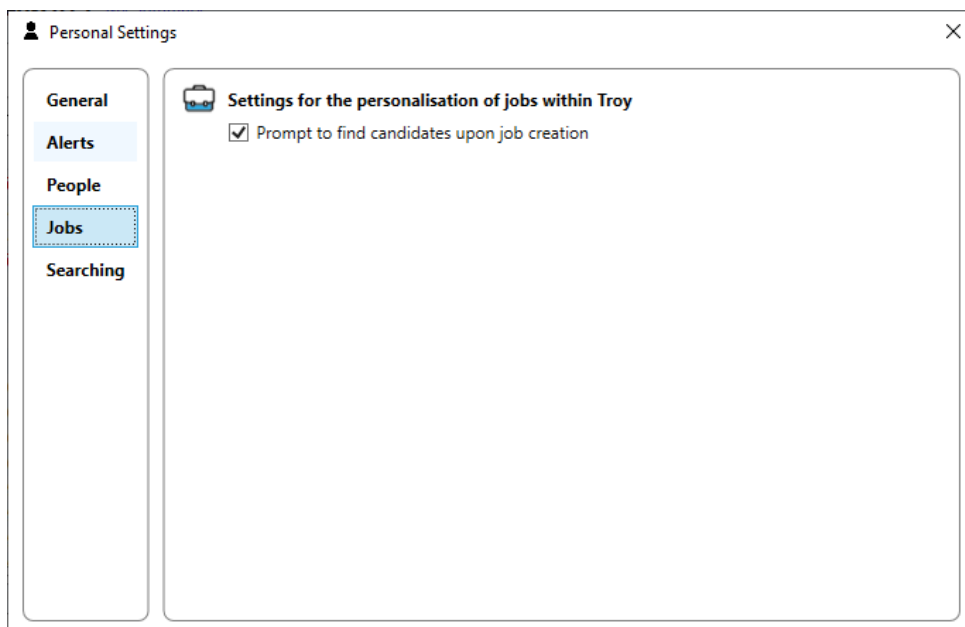 Personal Settings
General
Alerts
People
Jobs
Searching
Settings for the personalisation of jobs within Troy
Prompt to find candidates upon job creation